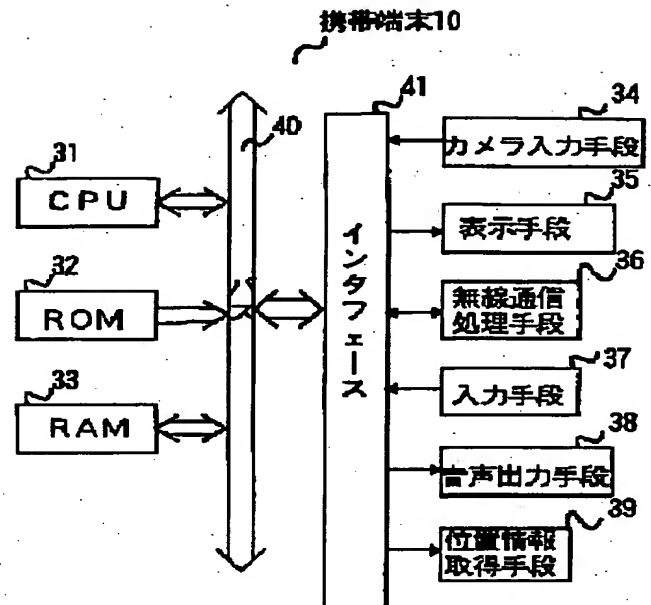 携帯端末10
41
34
カメラ入力手段
40
31
CPU
35
表示手段
36
無線通信
処理手段
32
ROM
インタフェース
37
入力手段
33
RAM
38
音声出力手段
39
位置情報
取得手段